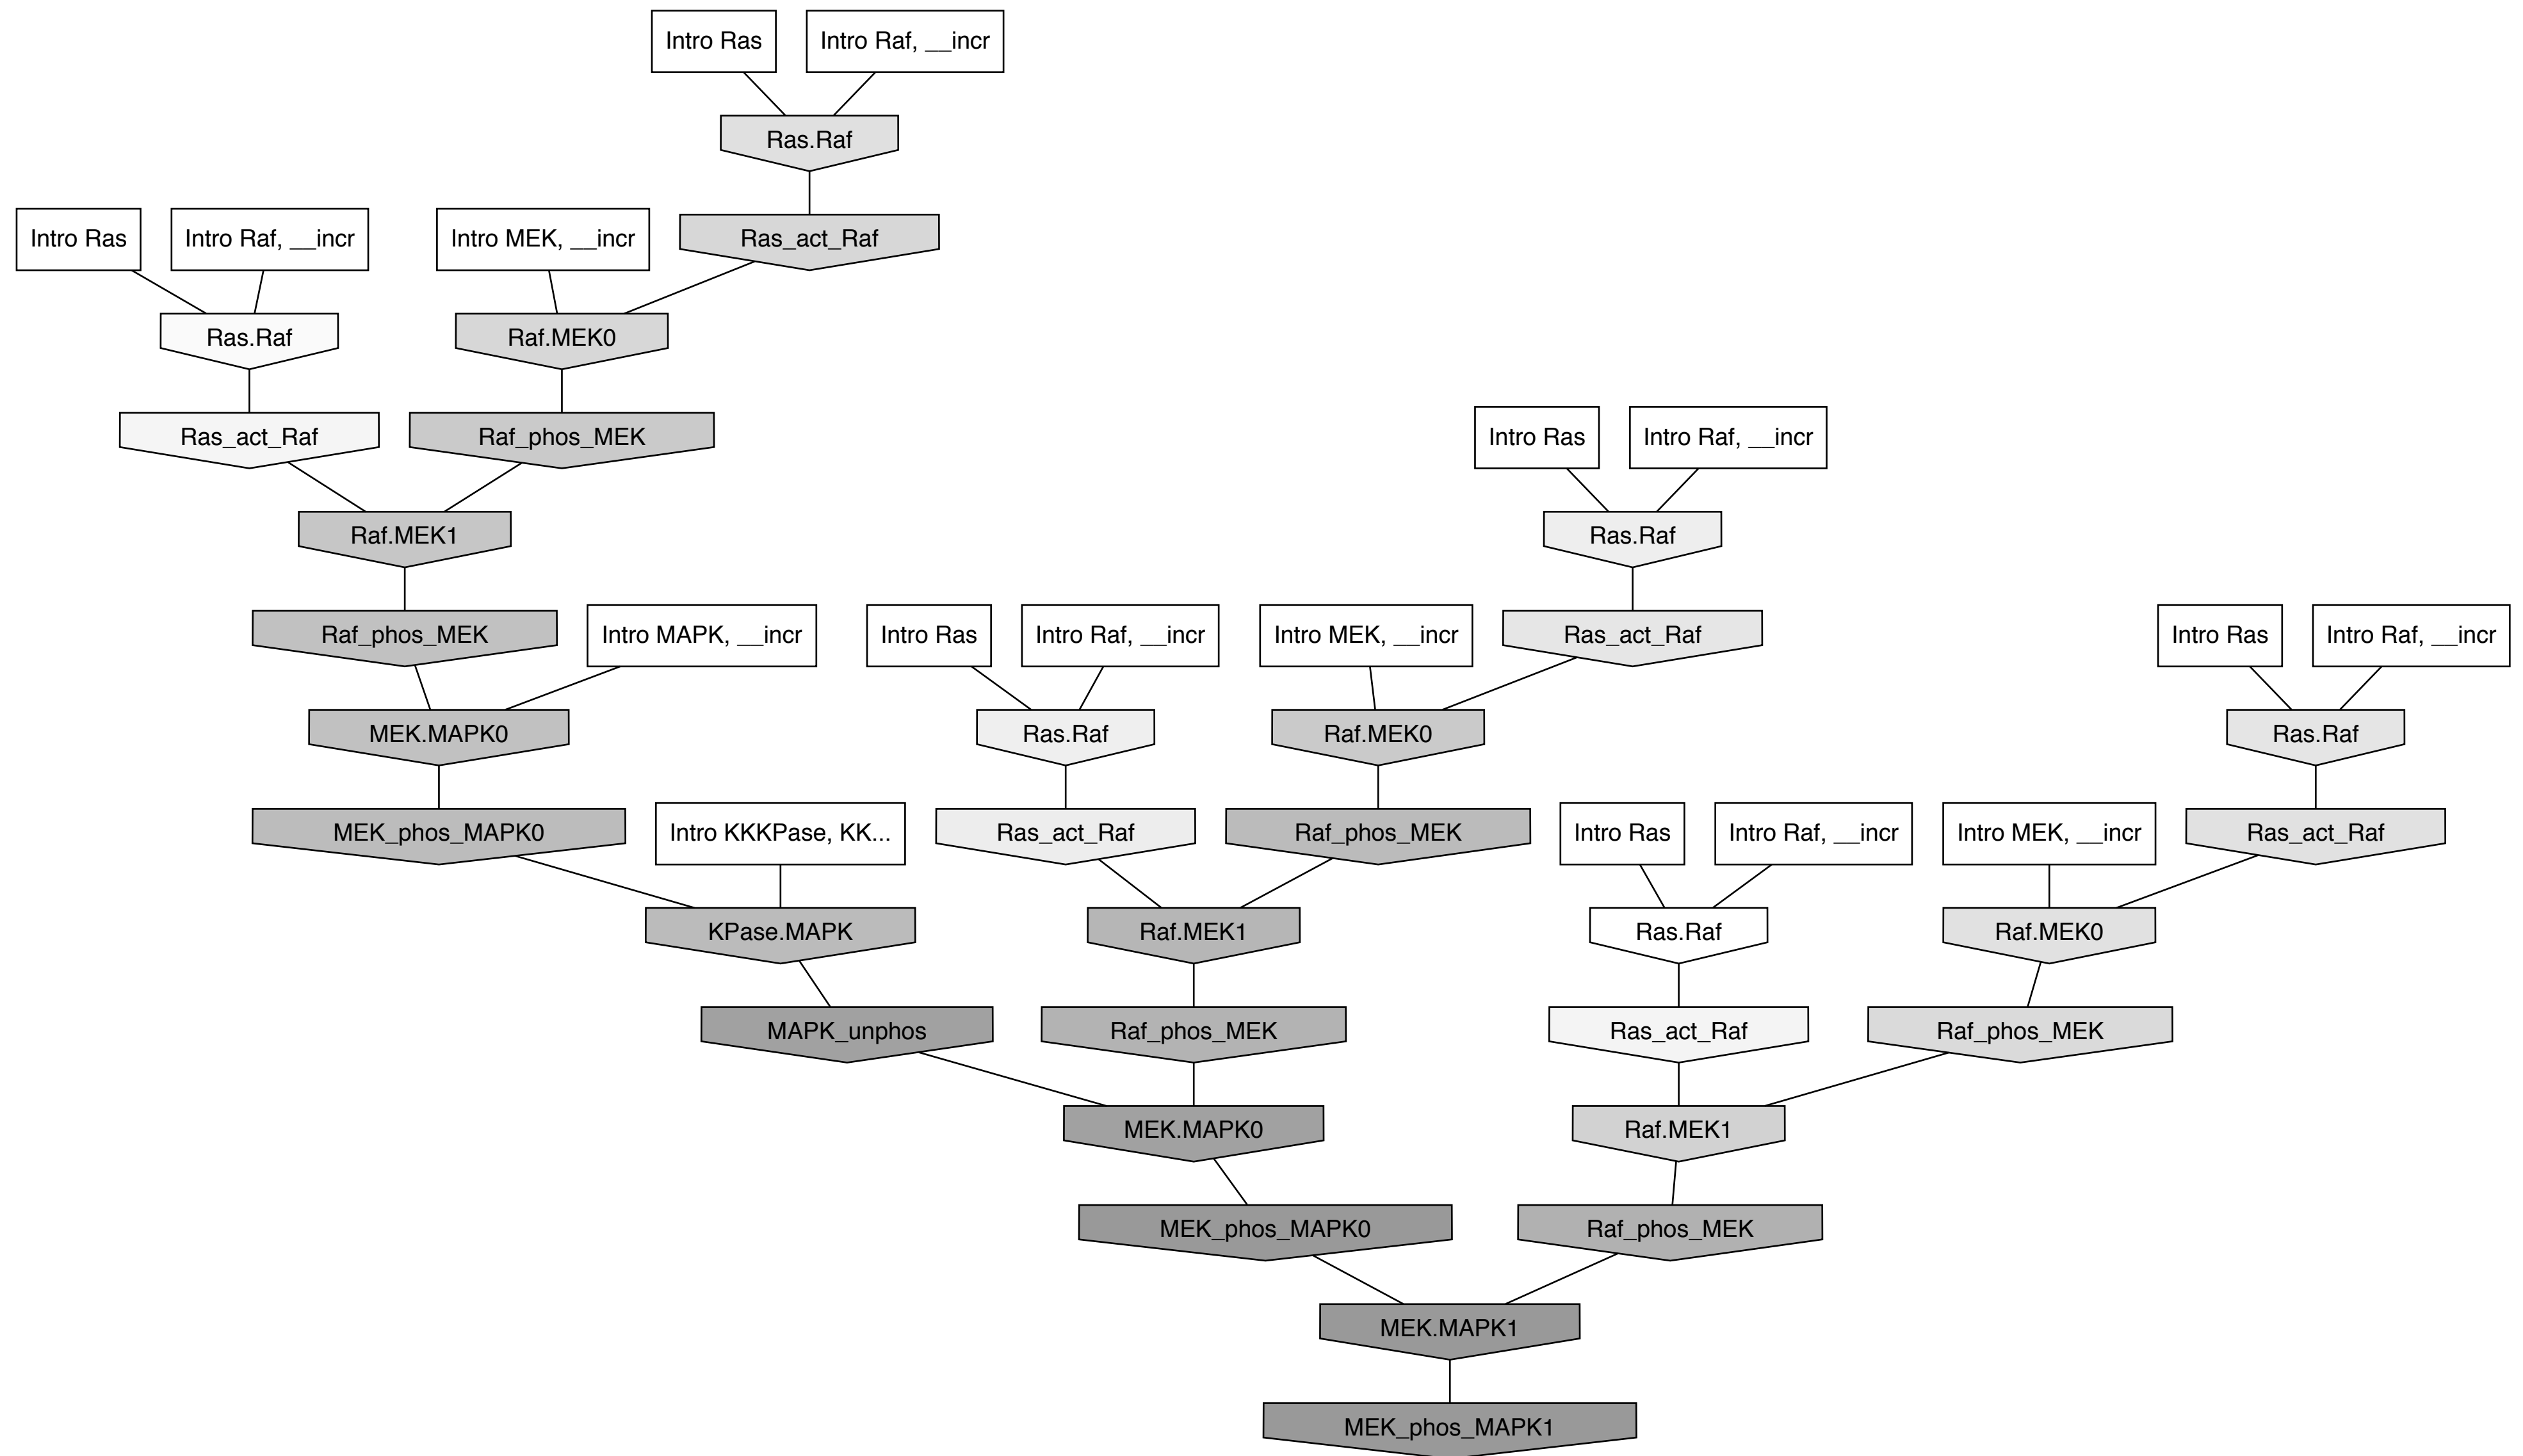 Intro Ras
Intro Raf, __incr
Ras.Raf
Intro Ras
Intro Raf, __incr
Intro MEK, __incr
Ras_act_Raf
Ras.Raf
Raf.MEK0
Ras_act_Raf
Raf_phos_MEK
Intro Ras
Intro Raf, __incr
Raf.MEK1
Ras.Raf
Raf_phos_MEK
Intro MAPK, __incr
Intro Ras
Intro Raf, __incr
Intro MEK, __incr
Ras_act_Raf
Intro Ras
Intro Raf, __incr
MEK.MAPK0
Ras.Raf
Raf.MEK0
Ras.Raf
MEK_phos_MAPK0
Intro KKKPase, KK...
Ras_act_Raf
Raf_phos_MEK
Intro Ras
Intro Raf, __incr
Intro MEK, __incr
Ras_act_Raf
KPase.MAPK
Raf.MEK1
Ras.Raf
Raf.MEK0
MAPK_unphos
Raf_phos_MEK
Ras_act_Raf
Raf_phos_MEK
MEK.MAPK0
Raf.MEK1
MEK_phos_MAPK0
Raf_phos_MEK
MEK.MAPK1
MEK_phos_MAPK1